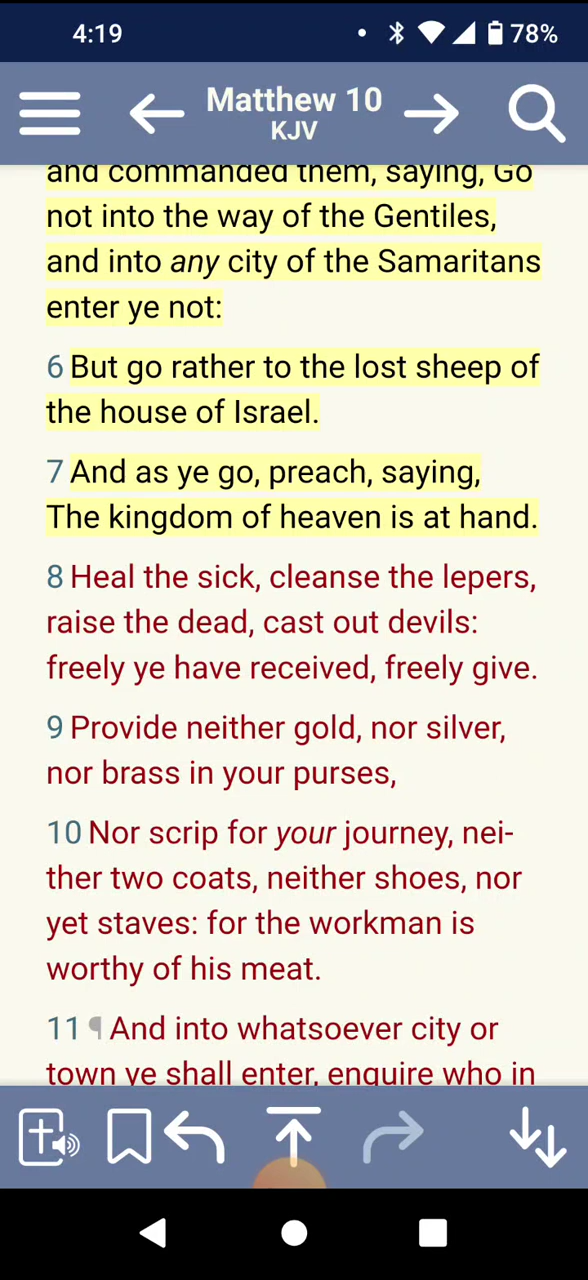 4:19
78%
Matthew 10
KJV
and commanded them, saying, Go
not into the way of the Gentiles,
and into any city of the Samaritans
enter ye not:
6 But go rather to the lost sheep of
the house of Israel.
7 And as ye go, preach, saying,
The kingdom of heaven is at hand.
8 Heal the sick, cleanse the lepers,
raise the dead, cast out devils:
freely ye have received, freely give.
9 Provide neither gold, nor silver,
nor brass in your purses,
10 Nor scrip for your journey, nei-
ther two coats, neither shoes, nor
yet staves: for the workman is
worthy of his meat.
11 ¶ And into whatsoever city or
town ye shall enter, enquire who in